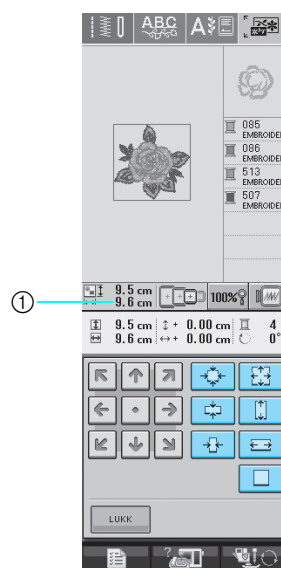 ABC A
085
EMBROIDE
086
EMBROIDE
513
EMBROIDE
507
EMBROIDE
9.5 cm
9.6 cm
100%
1
9.5 cm + 0.00 cm 4
9.6 cm + 0.00 cm 0°
LUKK
?